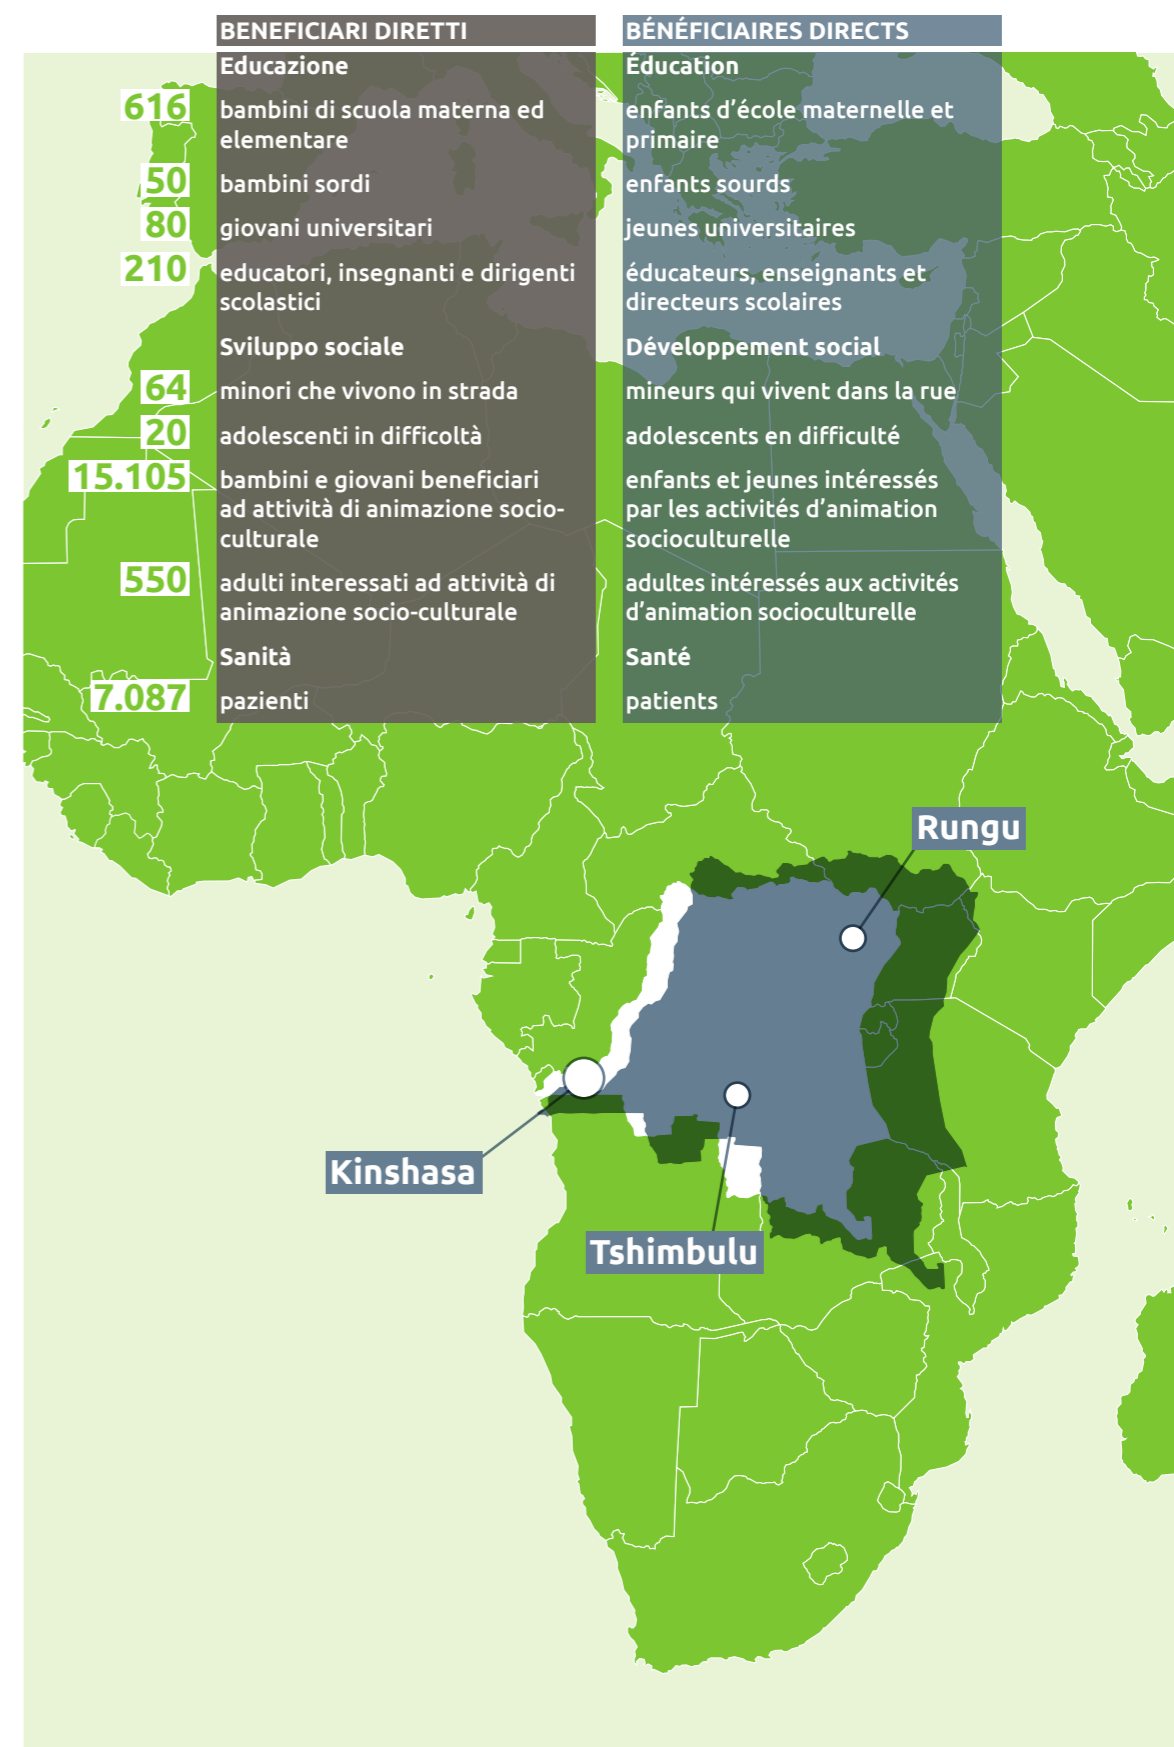 BENEFICIARI DIRETTI
Educazione
616 bambini di scuola materna ed
elementare
50 bambini sordi
80 giovani universitari
210 educatori, insegnanti e dirigenti
scolastici
Sviluppo sociale
64 minori che vivono in strada
20 adolescenti in difficoltà
15.105 bambini e giovani beneficiari
ad attività di animazione socio-
culturale
550 adulti interessati ad attività di
animazione socio-culturale
Sanità
7.087 pazienti
BÉNÉFICIAIRES DIRECTS
Éducation
enfants d’école maternelle et
primaire
enfants sourds
jeunes universitaires
éducateurs, enseignants et
directeurs scolaires
Développement social
mineurs qui vivent dans la rue
adolescents en difficulté
enfants et jeunes intéressés
par les activités d’animation
socioculturelle
adultes intéressés aux activités
d’animation socioculturelle
Santé
patients
Rungu
Kinshasa
Tshimbulu